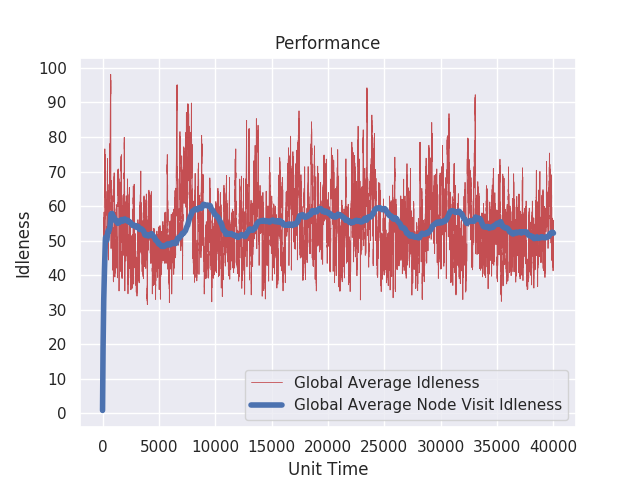 Performance
100
90
80
70
60
50
40
30
20
10
0
Idleness
Global Average Idleness
Global Average Node Visit Idleness
0 5000 10000 15000 20000 25000 30000 35000 40000
Unit Time